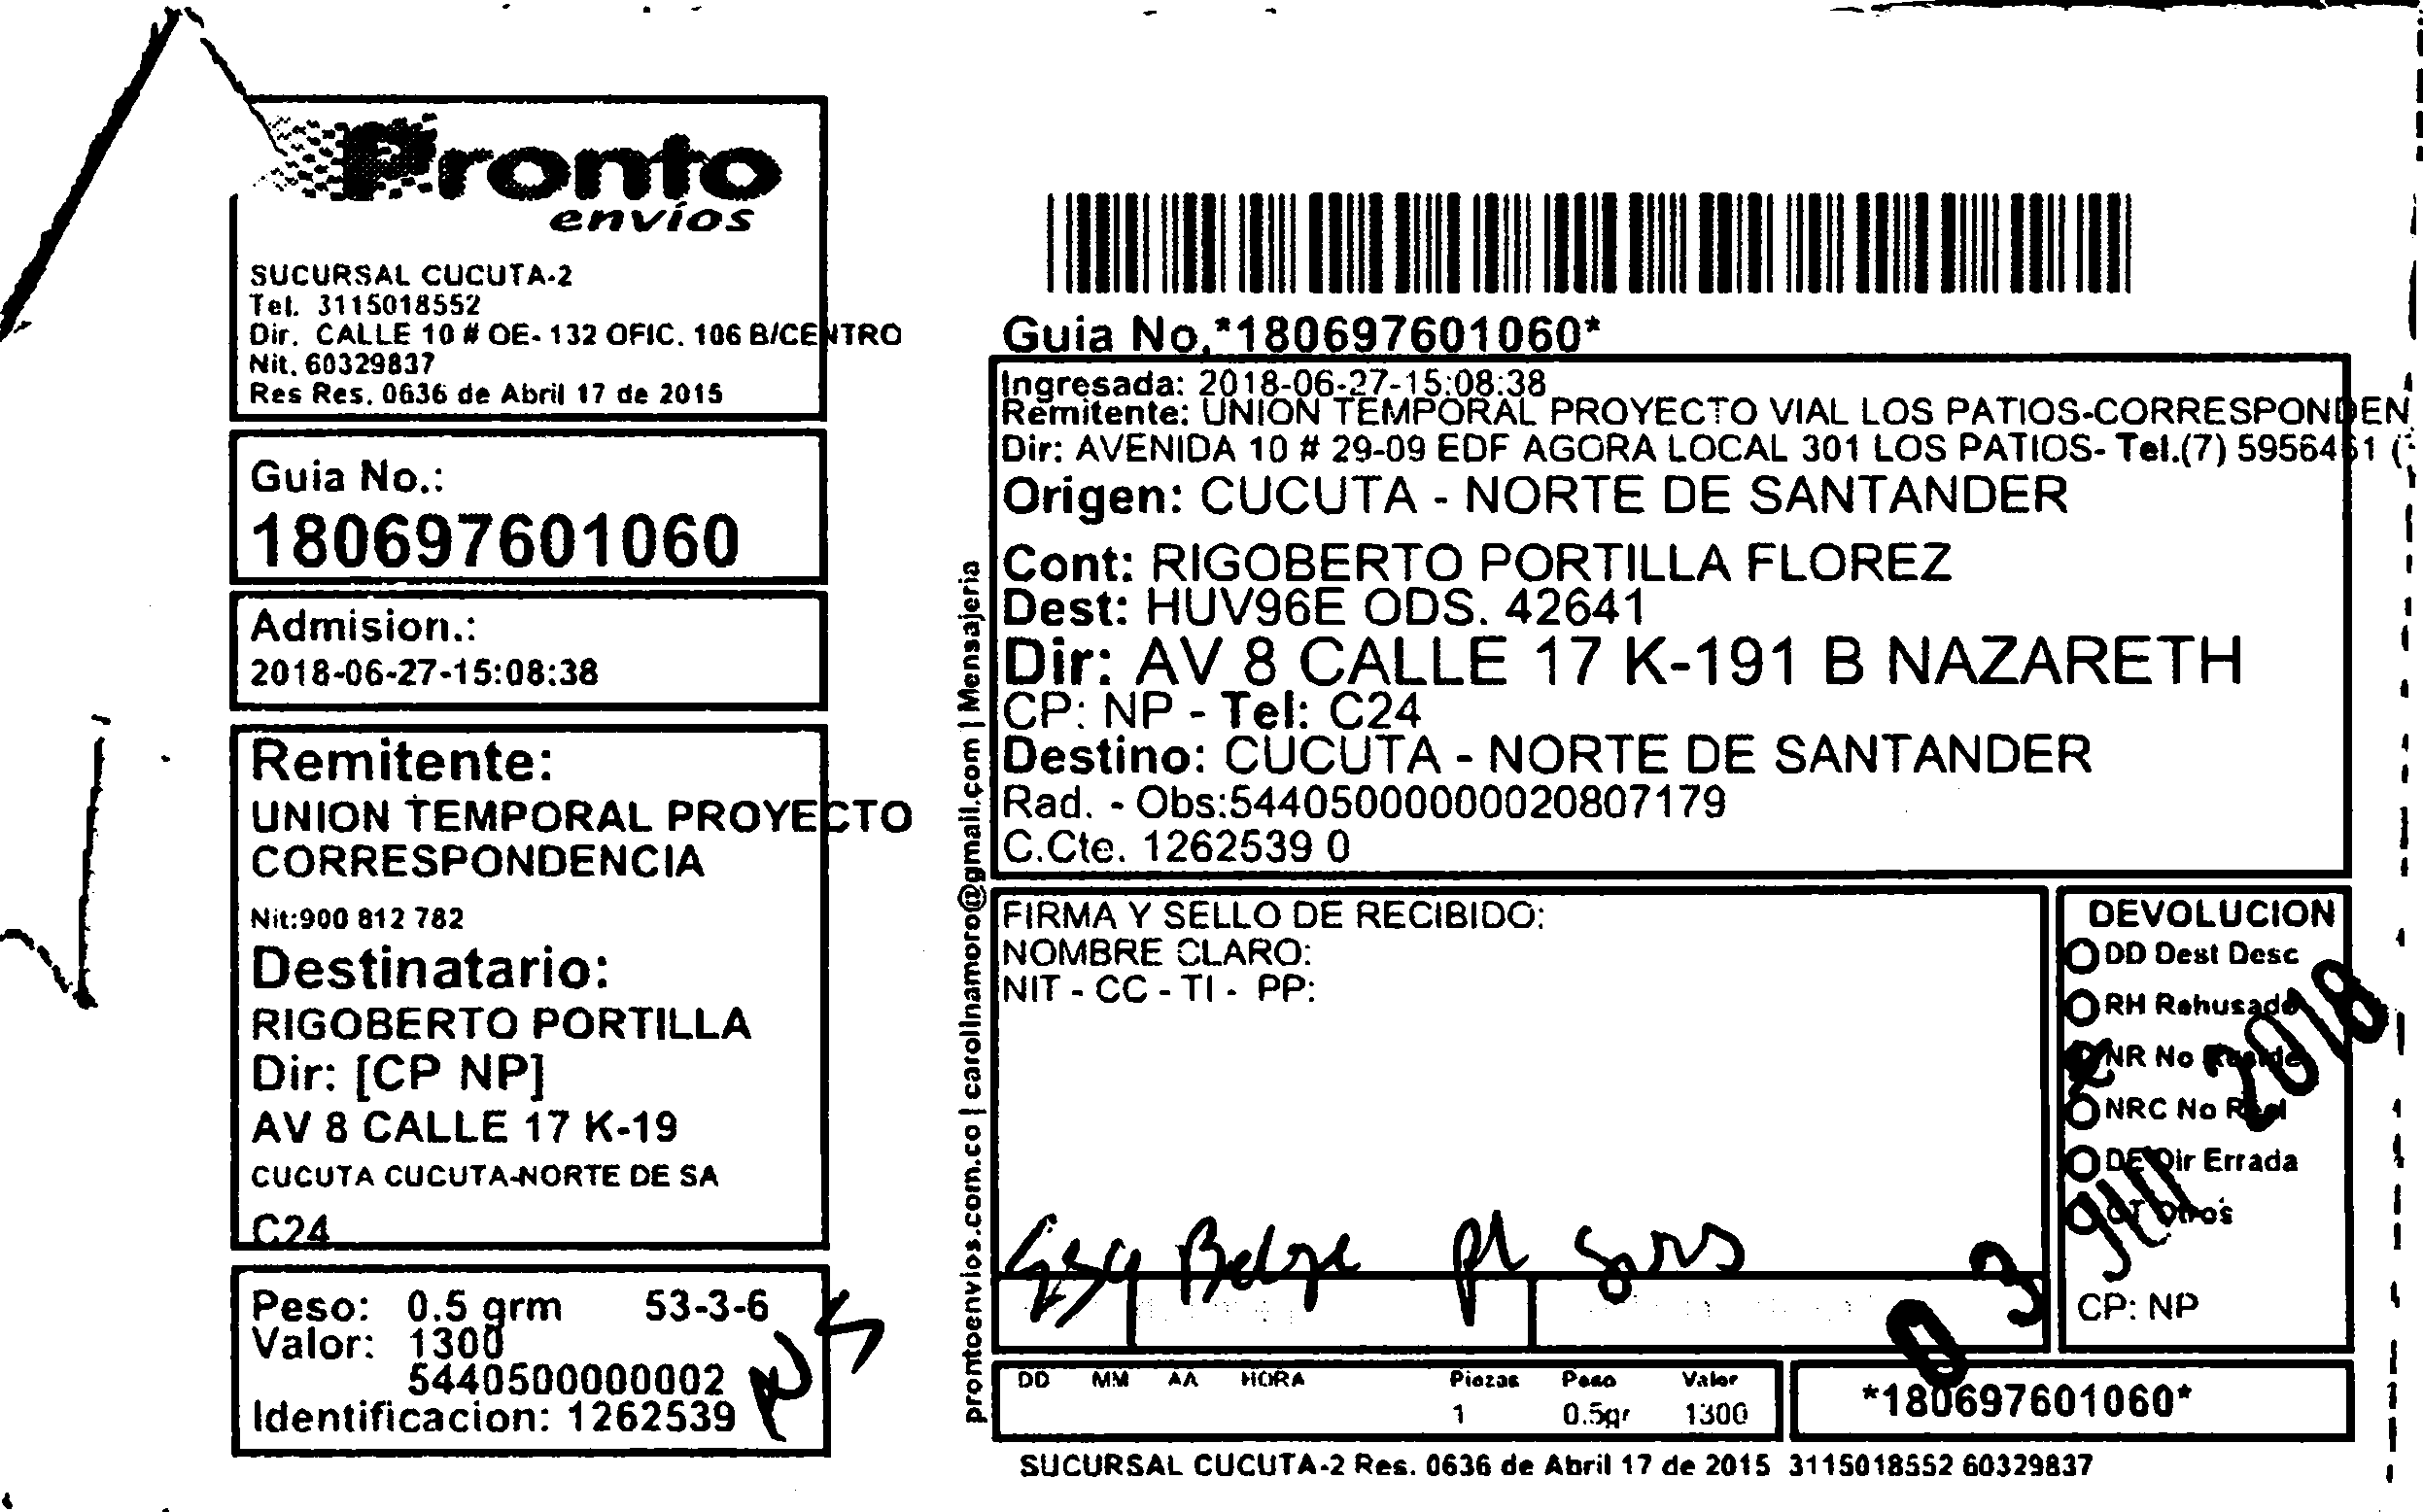 Pronto
envíos
SUCURSAL CUCUTA-2
Tel. 3115018552
Dir. CALLE 10 # OE-132 OFIC. 106 B/CENTRO
Nit. 60329837
Res Res. 0636 de Abril 17 de 2015
Guia No.:
180697601060
Admision.:
2018-06-27-15:08:38
Remitente:
UNION TEMPORAL PROYECTO
CORRESPONDENCIA
Nit:900 812 782
Destinatario:
RIGOBERTO PORTILLA
Dir: [CP NP]
AV 8 CALLE 17 K-19
CUCUTA CUCUTA-NORTE DE SA
C24
Peso: 0.5 grm 53-3-6
Valor: 1300
5440500000002
Identificacion: 1262539
prontoenvios.com.co | carolinamoro@gmail.com | Mensajeria
Guia No.*180697601060*
Ingresada: 2018-06-27-15:08:38
Remitente: UNION TEMPORAL PROYECTO VIAL LOS PATIOS-CORRESPONDEN
Dir: AVENIDA 10 # 29-09 EDF AGORA LOCAL 301 LOS PATIOS- Tel.(7) 5956461 (
Origen: CUCUTA - NORTE DE SANTANDER
Cont: RIGOBERTO PORTILLA FLOREZ
Dest: HUV96E ODS. 42641
Dir: AV 8 CALLE 17 K-191 B NAZARETH
CP: NP - Tel: C24
Destino: CUCUTA - NORTE DE SANTANDER
Rad. - Obs:54405000000020807179
C.Cte. 1262539 0
FIRMA Y SELLO DE RECIBIDO:
NOMBRE CLARO:
NIT - CC - TI - PP:
DEVOLUCION
DD Dest Desc
RH Rehusado
NR No Reside
NRC No Recl
DE Dir Errada
OT Otros
CP: NP
03 JUL 2018
DD MM AA HORA Piezas Peso Valor
1 0.5gr 1300
*180697601060*
SUCURSAL CUCUTA-2 Res. 0636 de Abril 17 de 2015 3115018552 60329837